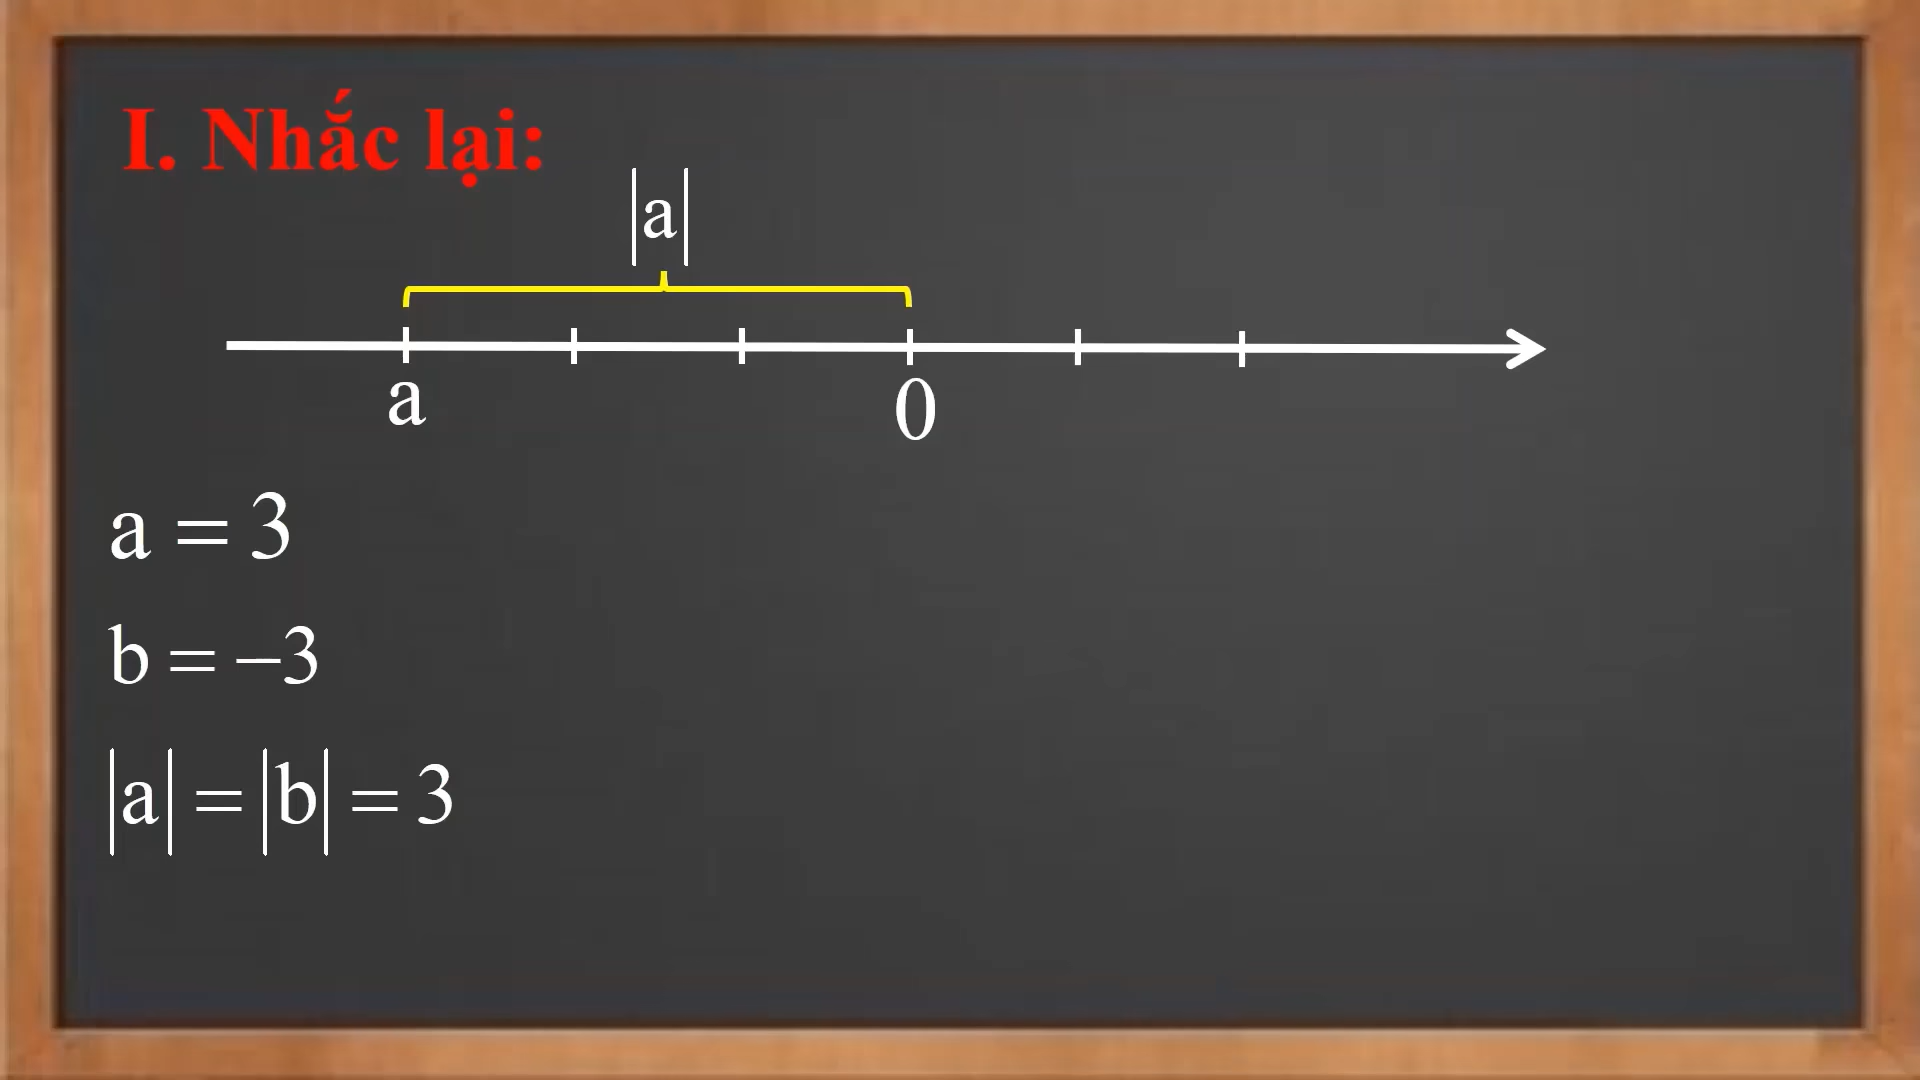 I. Nhắc lại:
|a|
a 0
a = 3
b = −3
|a| = |b| = 3